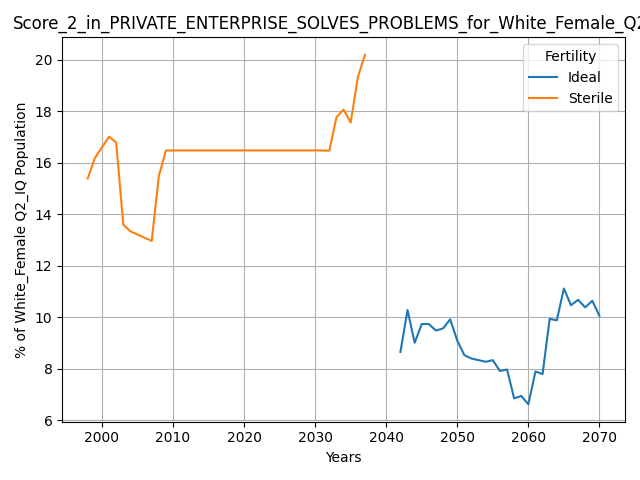 Score_2_in_PRIVATE_ENTERPRISE_SOLVES_PROBLEMS_for_White_Female_Q2
Fertility
Ideal
Sterile
% of White_Female Q2_IQ Population
20
18
16
14
12
10
8
6
2000 2010 2020 2030 2040 2050 2060 2070
Years